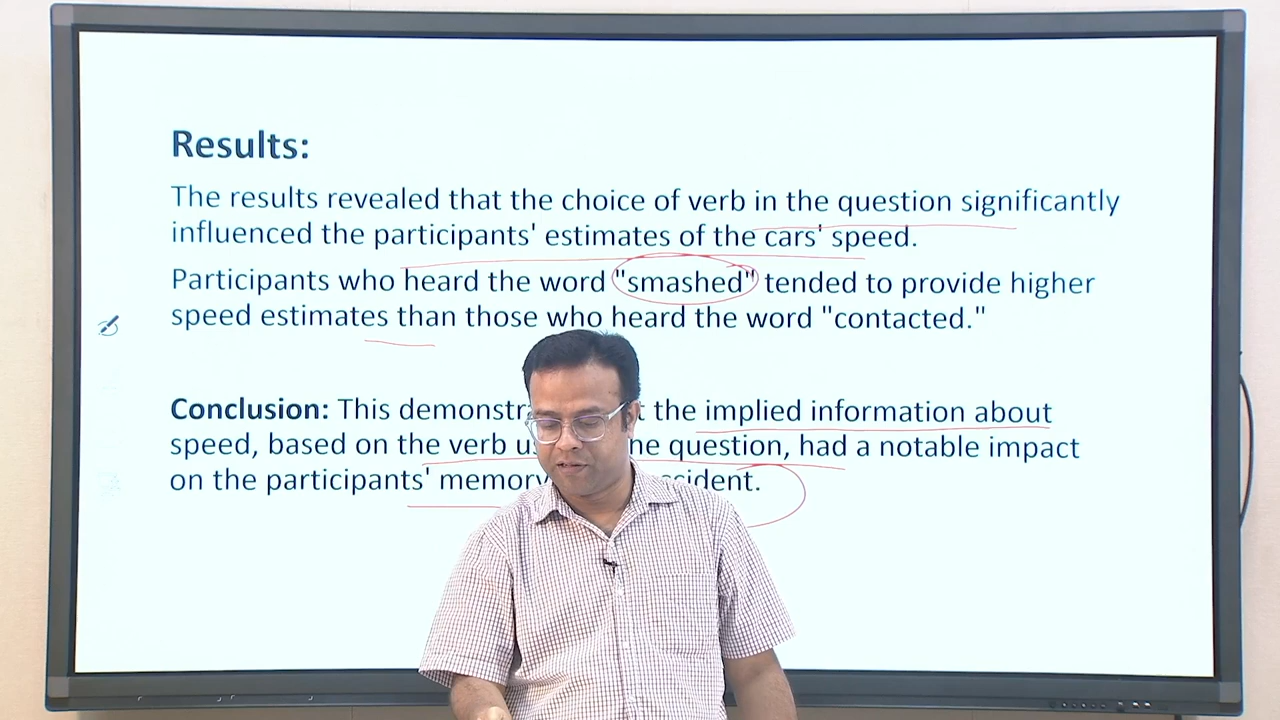 Results:
The results revealed that the choice of verb in the question significantly
influenced the participants' estimates of the cars' speed.
Participants who heard the word "smashed" tended to provide higher
speed estimates than those who heard the word "contacted."
Conclusion: This the implied information about
speed, based on the verb question, had a notable impact
on the participants' memory